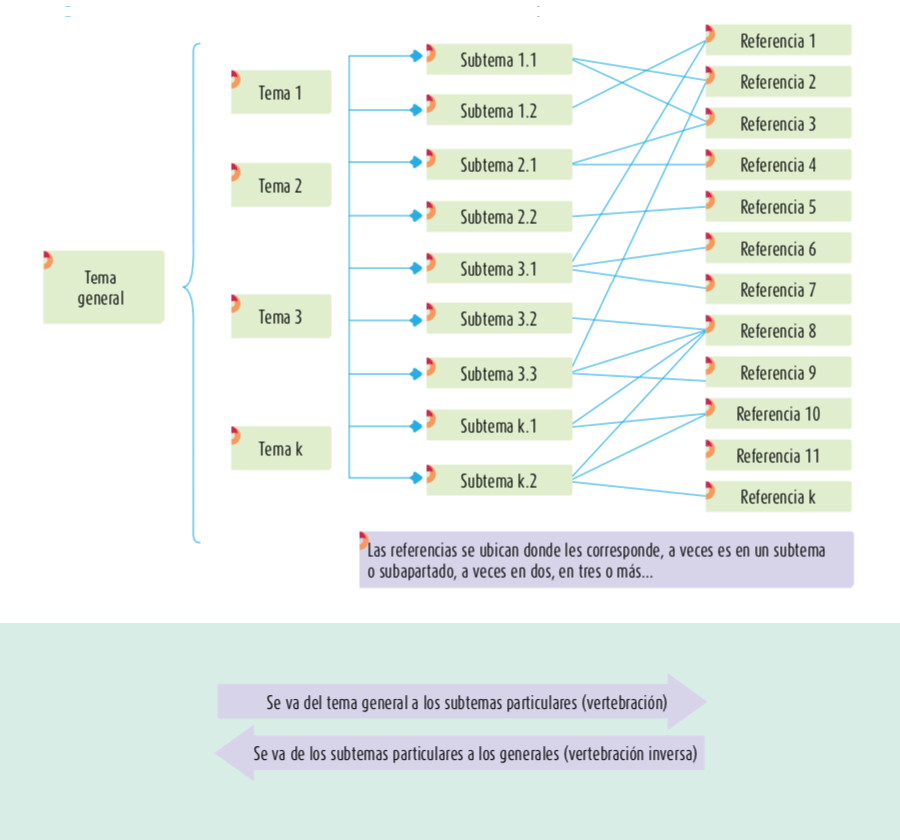 Tema
general
Tema 1
Tema 2
Tema 3
Tema k
Subtema 1.1
Subtema 1.2
Subtema 2.1
Subtema 2.2
Subtema 3.1
Subtema 3.2
Subtema 3.3
Subtema k.1
Subtema k.2
Referencia 1
Referencia 2
Referencia 3
Referencia 4
Referencia 5
Referencia 6
Referencia 7
Referencia 8
Referencia 9
Referencia 10
Referencia 11
Referencia k
Las referencias se ubican donde les corresponde, a veces es en un subtema
o subapartado, a veces en dos, en tres o más...
Se va del tema general a los subtemas particulares (vertebración)
Se va de los subtemas particulares a los generales (vertebración inversa)